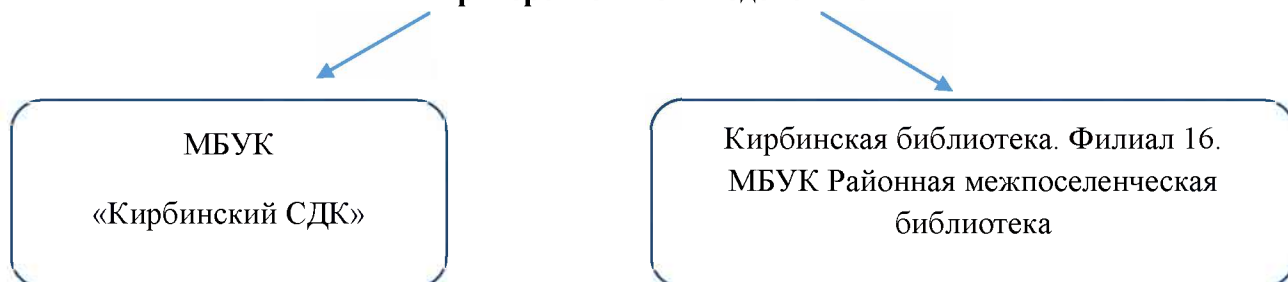 МБУК
«Кирбинский СДК»
Кирбинская библиотека. Филиал 16.
МБУК Районная межпоселенческая
библиотека